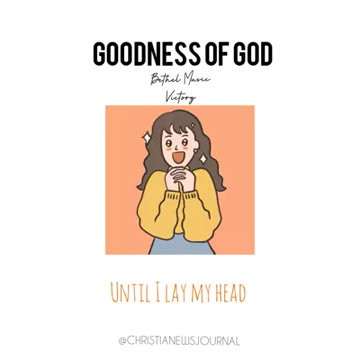 GOODNESS OF GOD
Bethel Music
Victory
UNTIL I LAY MY HEAD
@CHRISTIANEWSJOURNAL